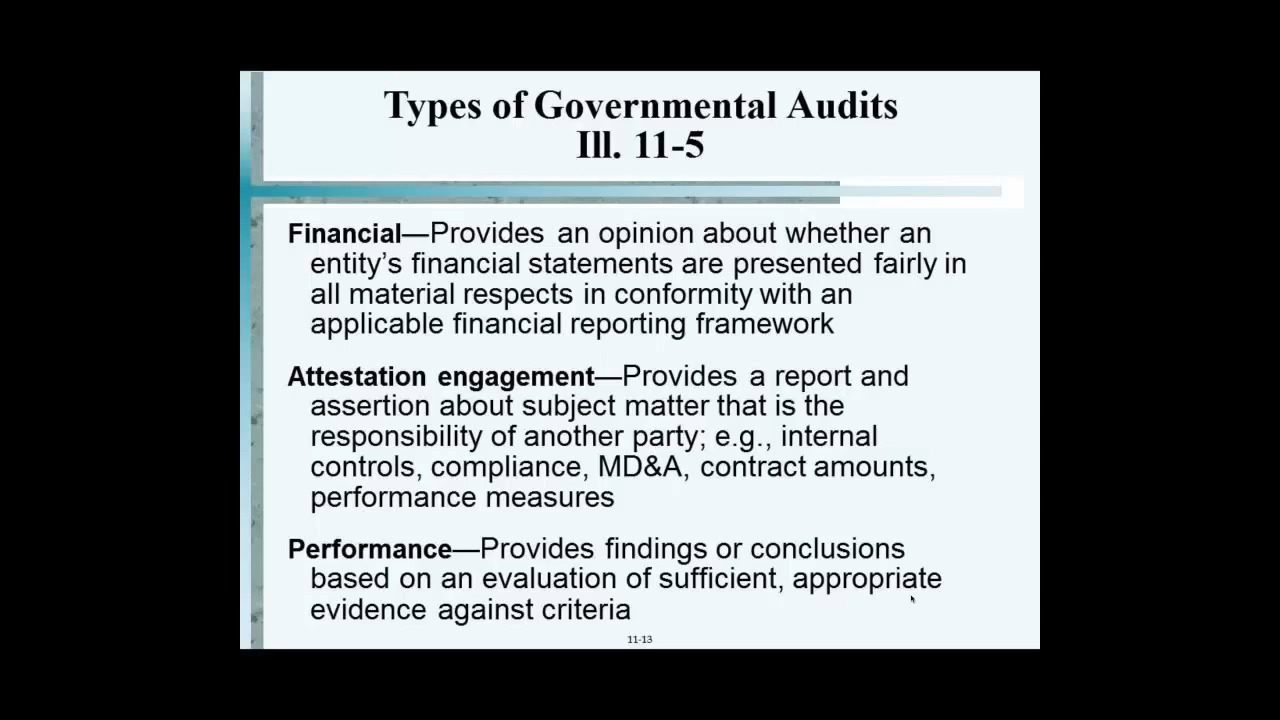 Types of Governmental Audits
Ill. 11-5
Financial—Provides an opinion about whether an
entity’s financial statements are presented fairly in
all material respects in conformity with an
applicable financial reporting framework
Attestation engagement—Provides a report and
assertion about subject matter that is the
responsibility of another party; e.g., internal
controls, compliance, MD&A, contract amounts,
performance measures
Performance—Provides findings or conclusions
based on an evaluation of sufficient, appropriate
evidence against criteria
11-13